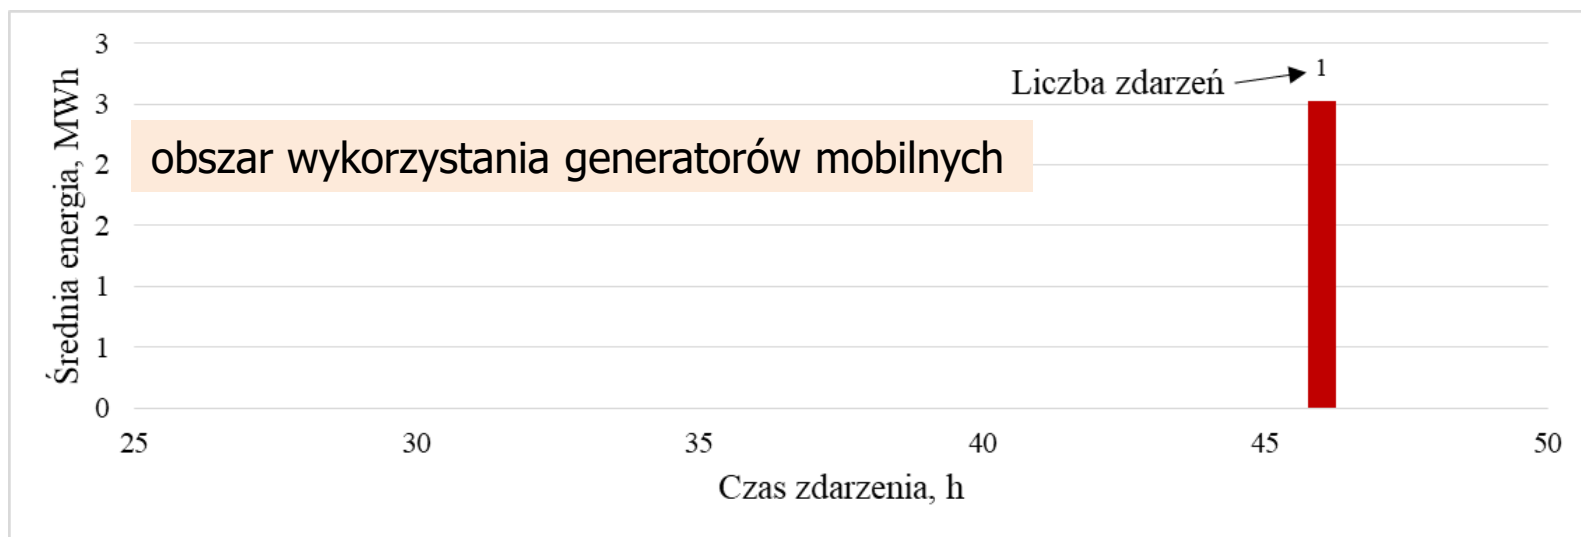 3
Liczba zdarzeń
1
3
obszar wykorzystania generatorów mobilnych
2
2
1
1
0
Średnia energia, MWh
25 30 35 40 45 50
Czas zdarzenia, h